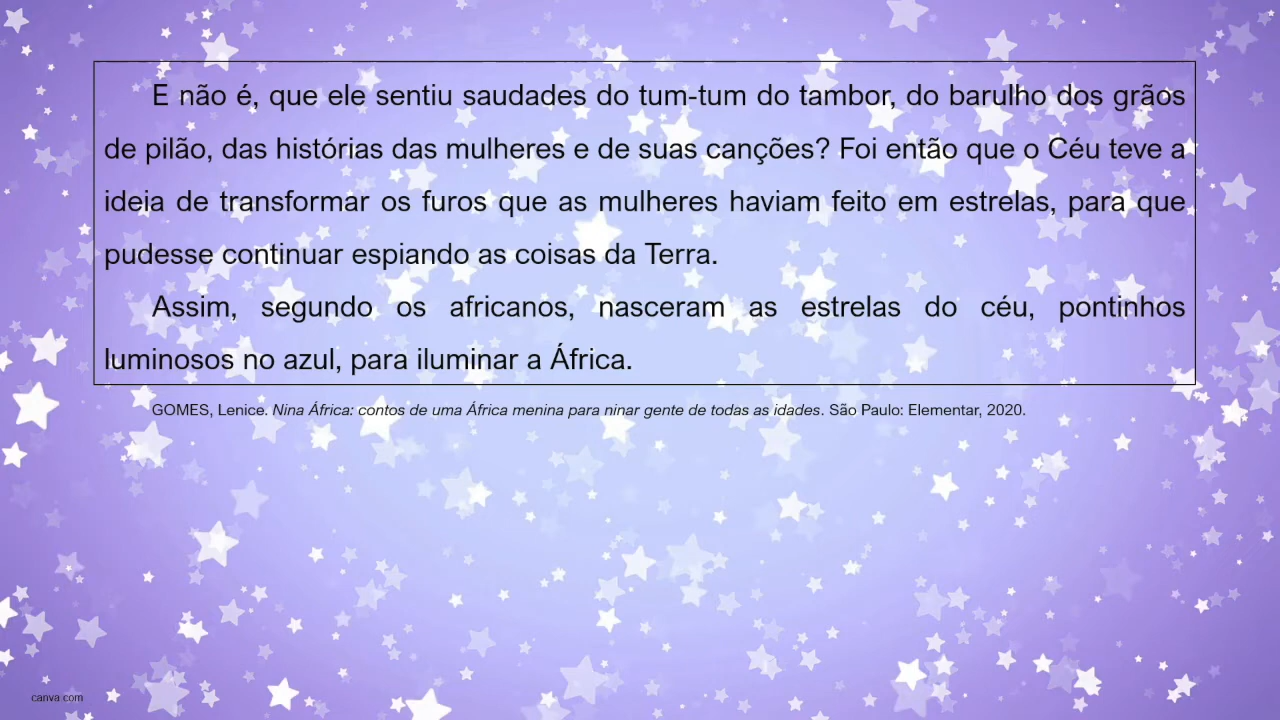 E não é, que ele sentiu saudades do tum-tum do tambor, do barulho dos grãos
de pilão, das histórias das mulheres e de suas canções? Foi então que o Céu teve a
ideia de transformar os furos que as mulheres haviam feito em estrelas, para que
pudesse continuar espiando as coisas da Terra.
Assim, segundo os africanos, nasceram as estrelas do céu, pontinhos
luminosos no azul, para iluminar a África.
GOMES, Lenice. Nina África: contos de uma África menina para ninar gente de todas as idades. São Paulo: Elementar, 2020.
canva.com